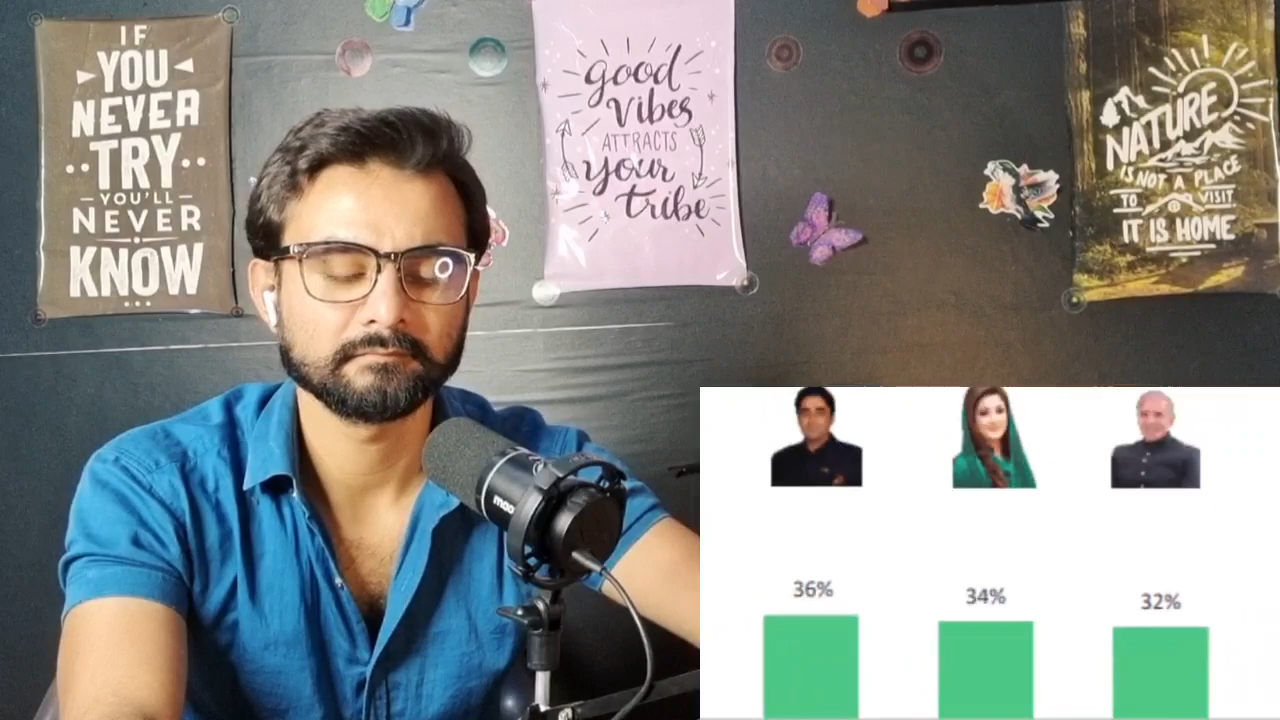 IF
YOU
NEVER
TRY
YOU'LL
NEVER
KNOW
good
vibes
ATTRACTS
your
tribe
NATURE
IS NOT A PLACE
TO VISIT
IT IS HOME
36%
34%
32%